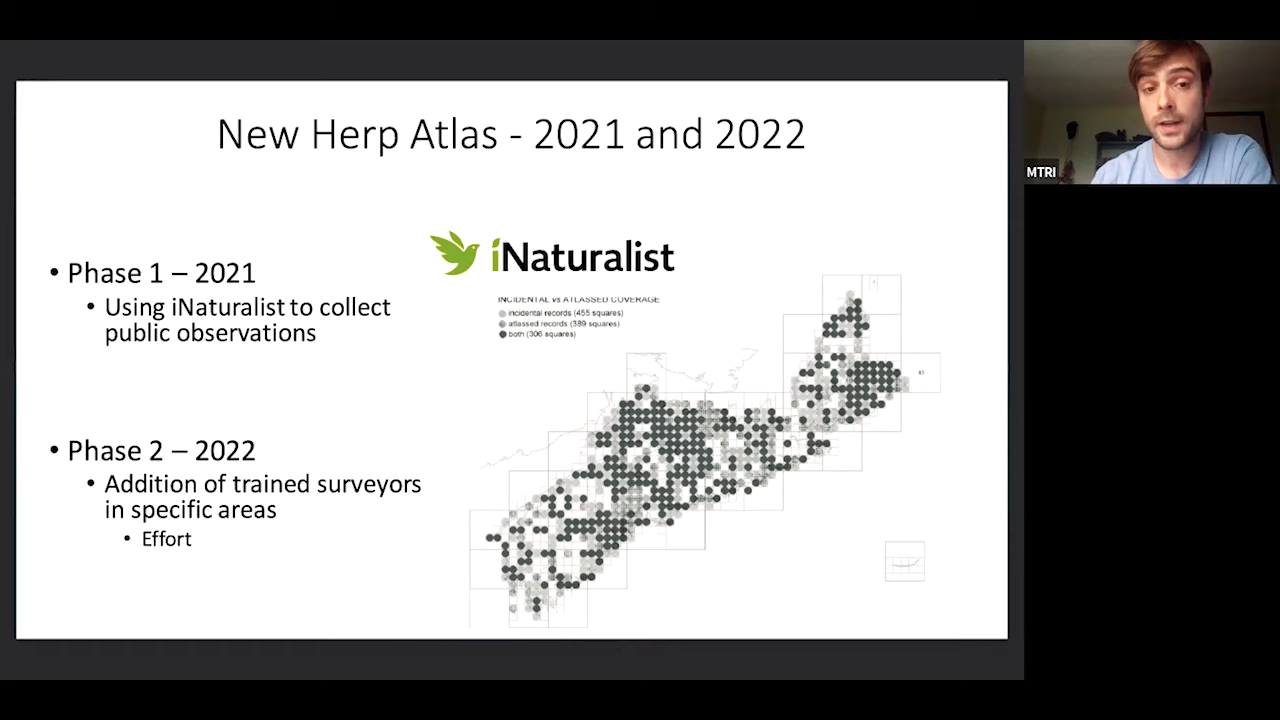 New Herp Atlas - 2021 and 2022
• Phase 1 – 2021
• Using iNaturalist to collect
public observations
• Phase 2 – 2022
• Addition of trained surveyors
in specific areas
• Effort
iNaturalist
INCIDENTAL vs ATLASSED COVERAGE
incidental records (455 squares)
atlassed records (389 squares)
both (306 squares)
MTRI